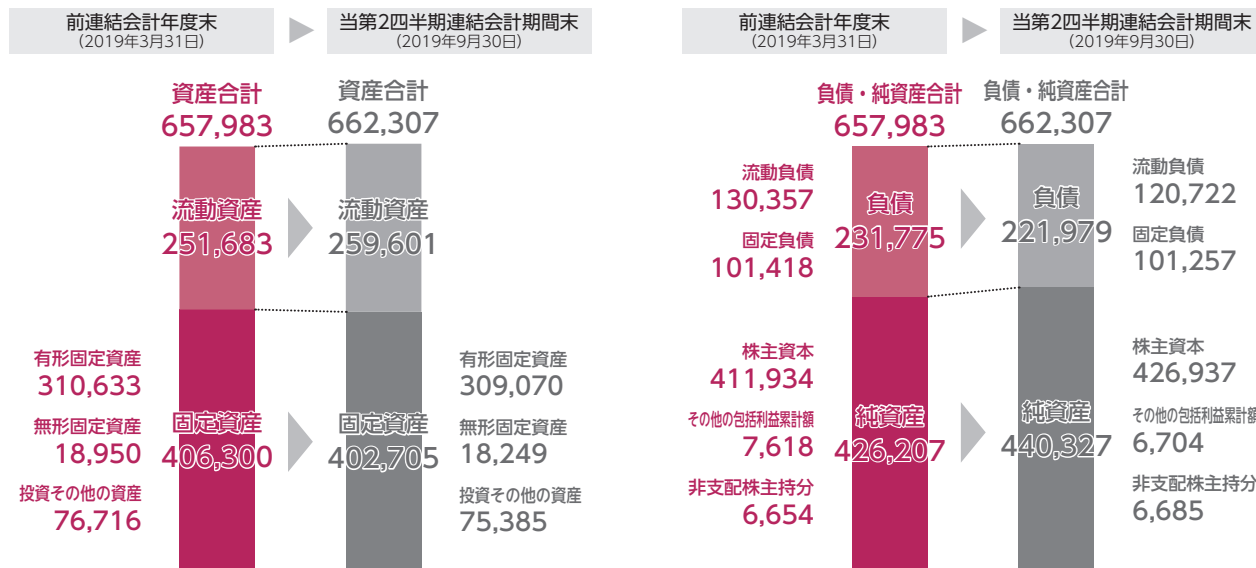 前連結会計年度末
(2019年3月31日)
当第2四半期連結会計期間末
(2019年9月30日)
資産合計
657,983
資産合計
662,307
流動資産
251,683
流動資産
259,601
有形固定資産
310,633
無形固定資産
18,950
投資その他の資産
76,716
固定資産
406,300
固定資産
402,705
有形固定資産
309,070
無形固定資産
18,249
投資その他の資産
75,385
前連結会計年度末
(2019年3月31日)
当第2四半期連結会計期間末
(2019年9月30日)
負債・純資産合計
657,983
負債・純資産合計
662,307
流動負債
130,357
固定負債
101,418
負債
231,775
負債
221,979
流動負債
120,722
固定負債
101,257
株主資本
411,934
その他の包括利益累計額
7,618
非支配株主持分
6,654
純資産
426,207
純資産
440,327
株主資本
426,937
その他の包括利益累計額
6,704
非支配株主持分
6,685